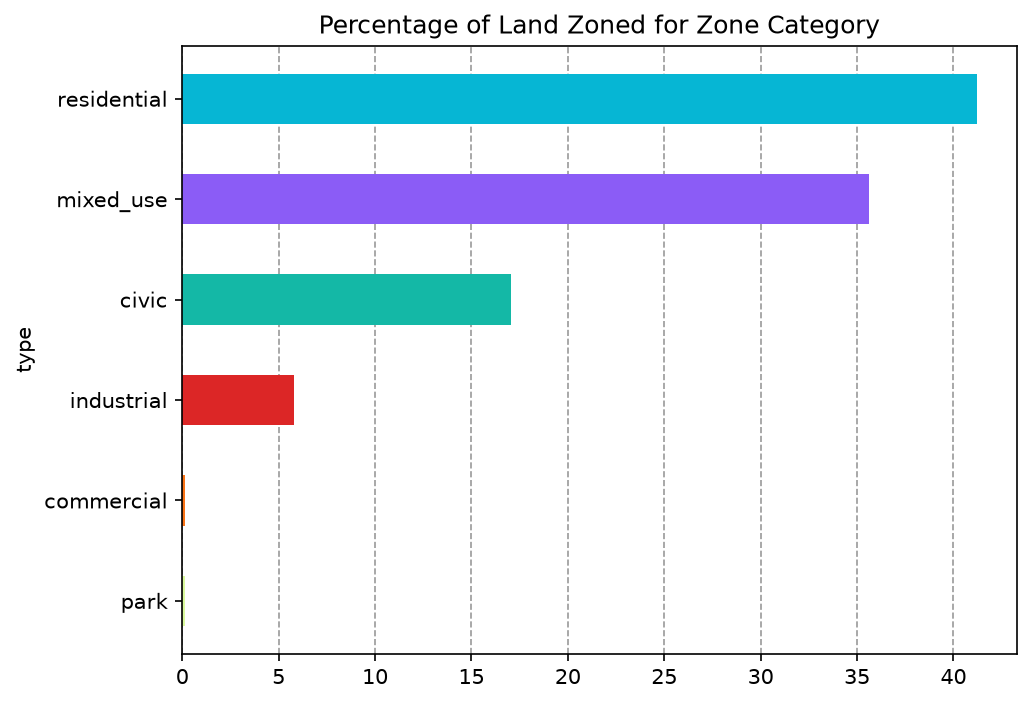 Percentage of Land Zoned for Zone Category
type
residential
mixed_use
civic
industrial
commercial
park
0 5 10 15 20 25 30 35 40